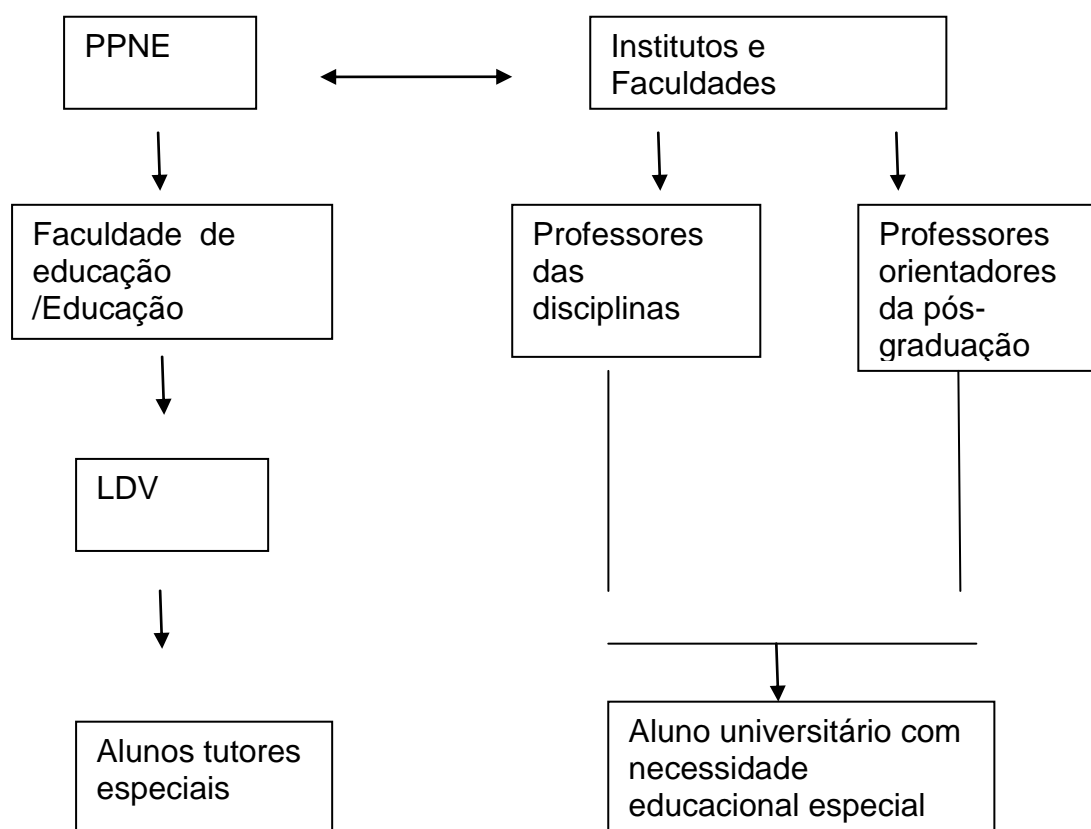 PPNE
Institutos e
Faculdades
Faculdade de
educação
/Educação
Professores
das
disciplinas
Professores
orientadores
da pós-
graduação
LDV
Alunos tutores
especiais
Aluno universitário com
necessidade
educacional especial